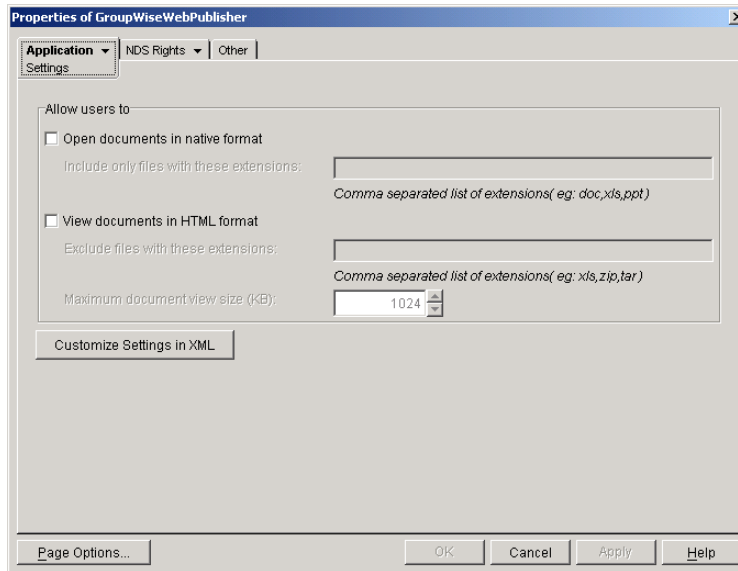 Properties of GroupWiseWebPublisher
Application NDS Rights Other
Settings
Allow users to
Open documents in native format
Include only files with these extensions:
Comma separated list of extensions( eg: doc,xls,ppt)
View documents in HTML format
Exclude files with these extensions:
Comma separated list of extensions( eg: xls,zip,tar)
Maximum document view size (KB): 1024
Customize Settings in XML
Page Options... OK Cancel Apply Help